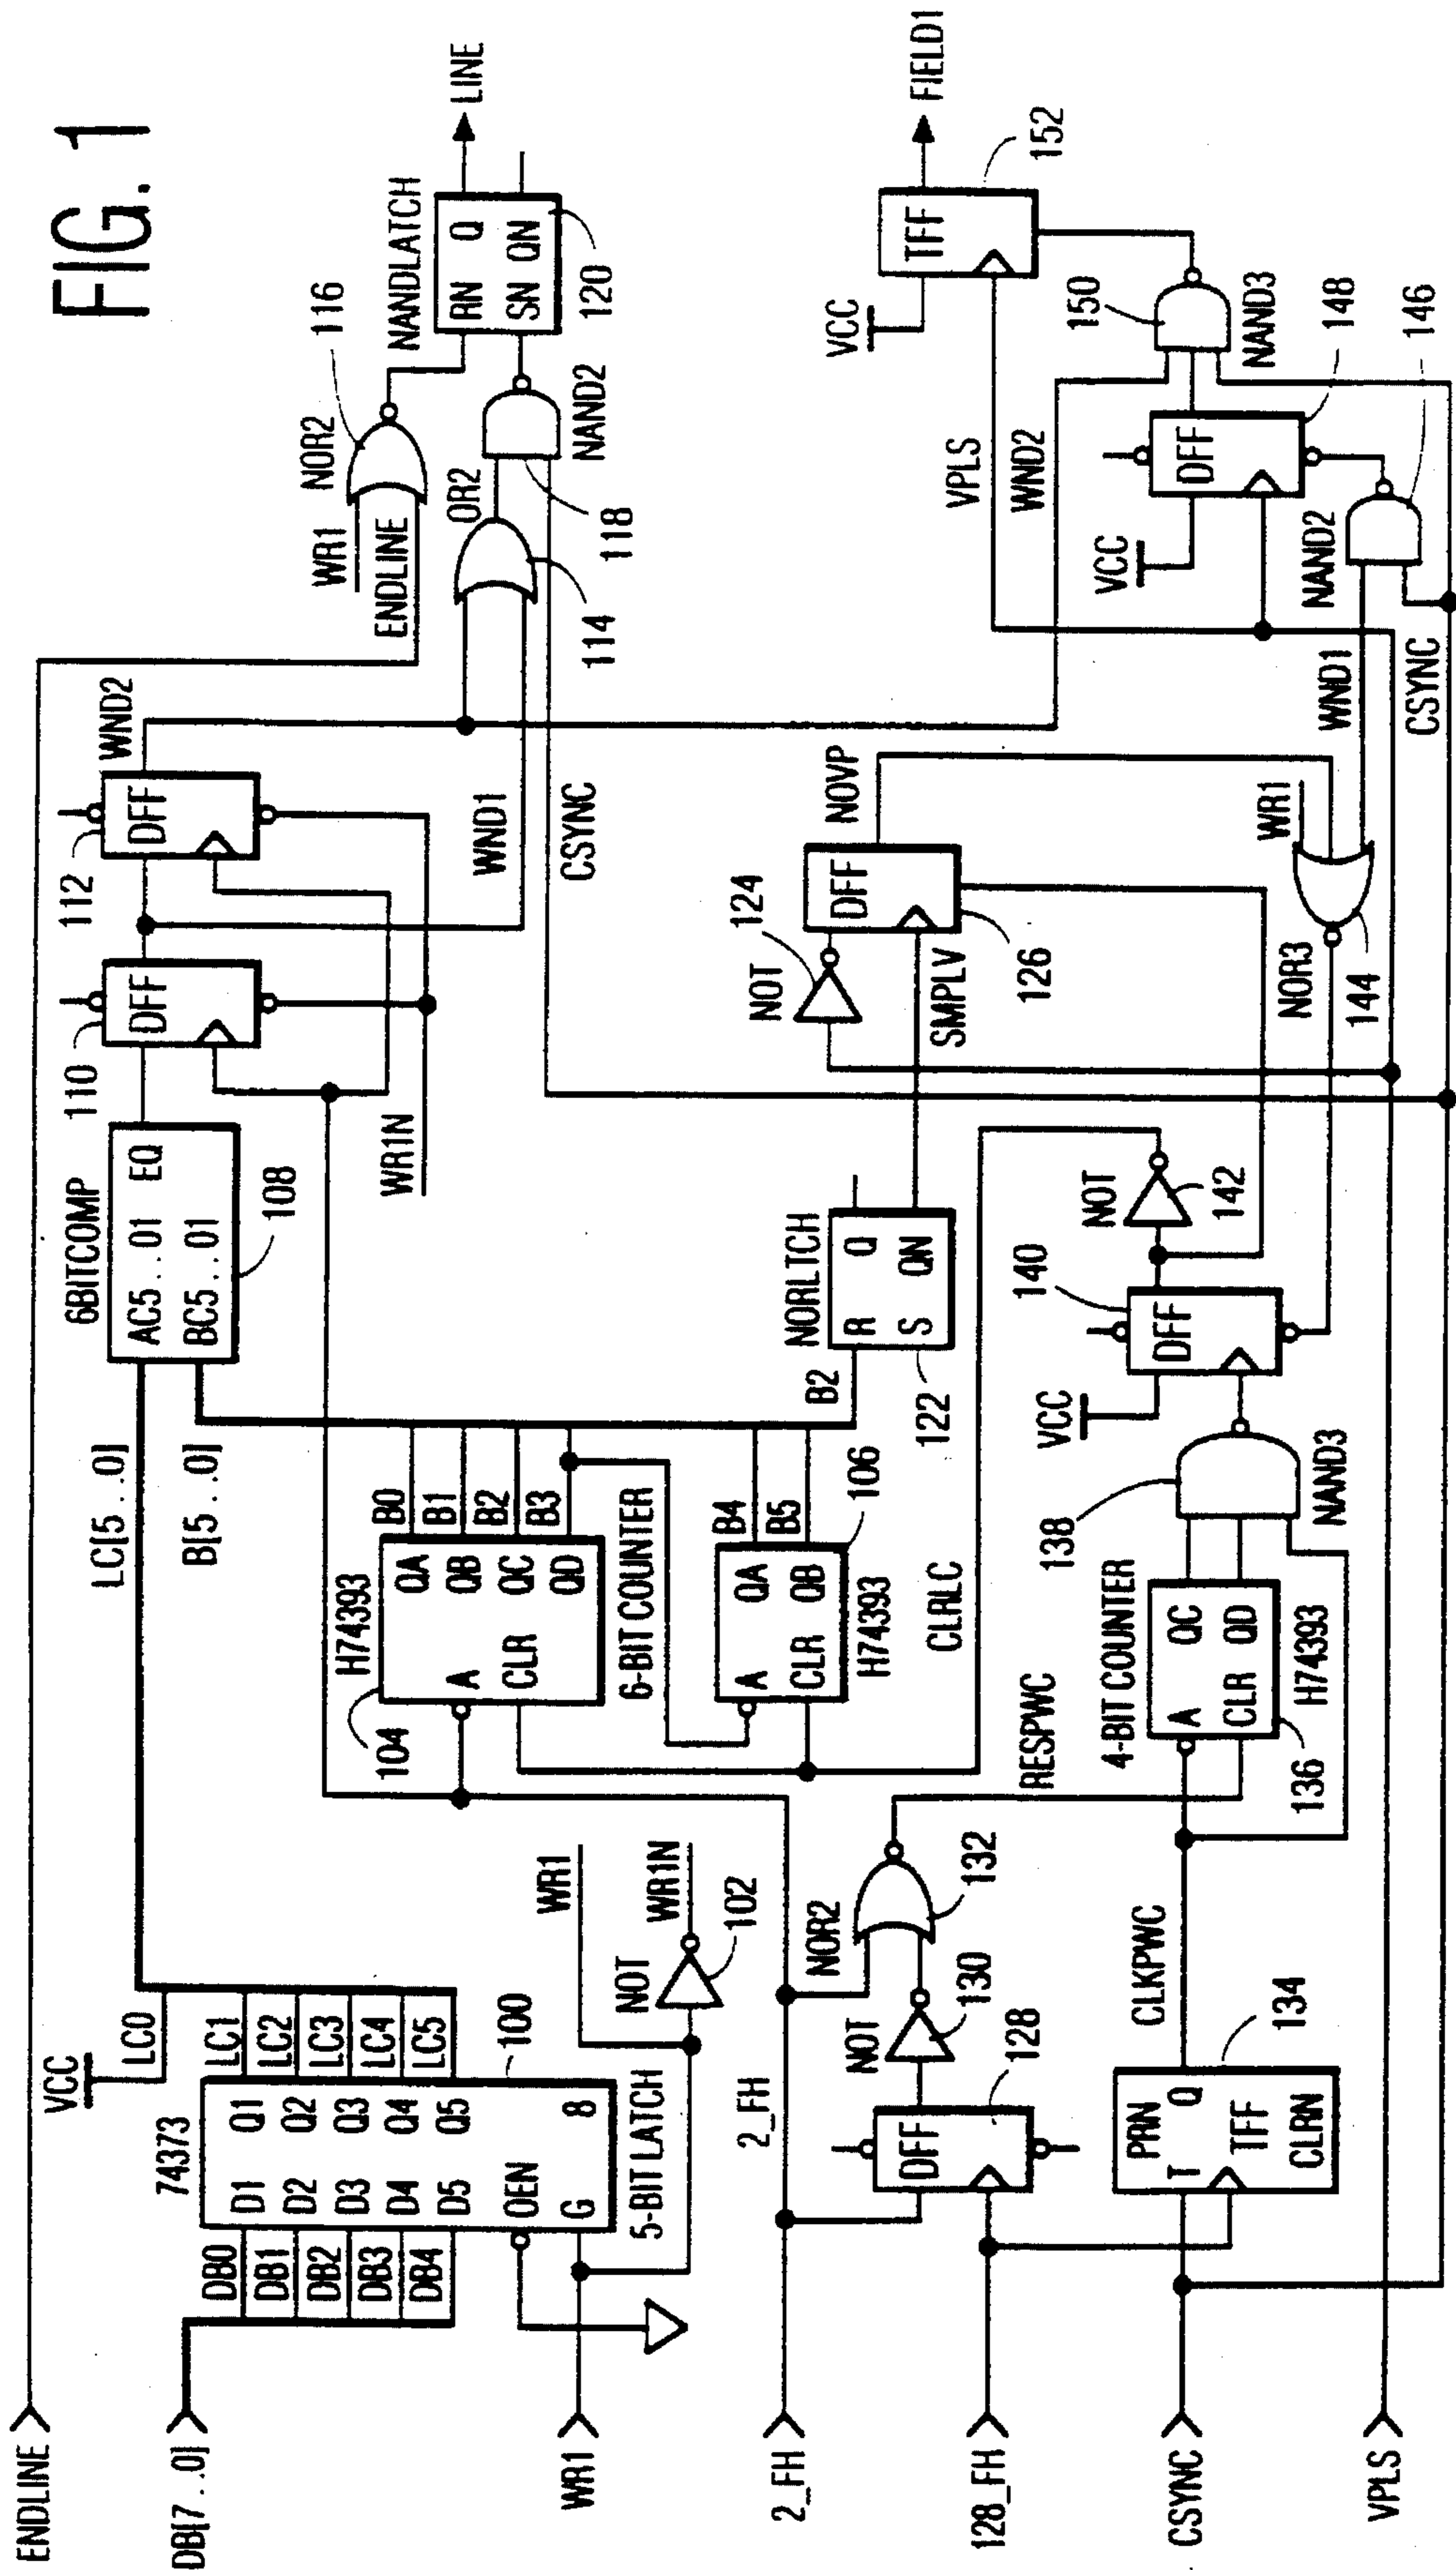 FIG. 1
ENDLINE
DB[7..0]
WR1
2_FH
128_FH
CSYNC
VPLS
VCC
LC0
74373
DB0 D1 Q1 LC1
DB1 D2 Q2 LC2
DB2 D3 Q3 LC3
DB3 D4 Q4 LC4
DB4 D5 Q5 LC5
OEN
G 8
100
5-BIT LATCH
WR1
NOT WR1N
102
LC[5..0]
B[5..0]
H74393
104
A
CLR
QA B0
QB B1
QC B2
QD B3
6-BIT COUNTER
A QA B4
CLR QB B5
H74393
106
6BITCOMP
AC5..01 EQ
BC5..01
108
110
DFF
112
DFF
WND2
WR1N
WND1
CSYNC
NOR2
116
WR1
ENDLINE
OR2
114
118
NAND2
NANDLATCH
RN Q
SN QN
120
LINE
2_FH
NOR2
132
DFF
128
NOT
130
RESPWC
CLRLC
NORLTCH
B2
R Q
S QN
122
SMPLV
NOT
124
DFF
126
NOVP
PRN
T Q
TFF
CLRN
134
CLKPWC
4-BIT COUNTER
A QC
CLR QD
H74393
136
138
NAND3
VCC
DFF
140
NOT
142
NOR3
144
WR1
WND1
CSYNC
NAND2
146
VCC
DFF
148
VPLS
WND2
150
NAND3
VCC
TFF
152
FIELD1